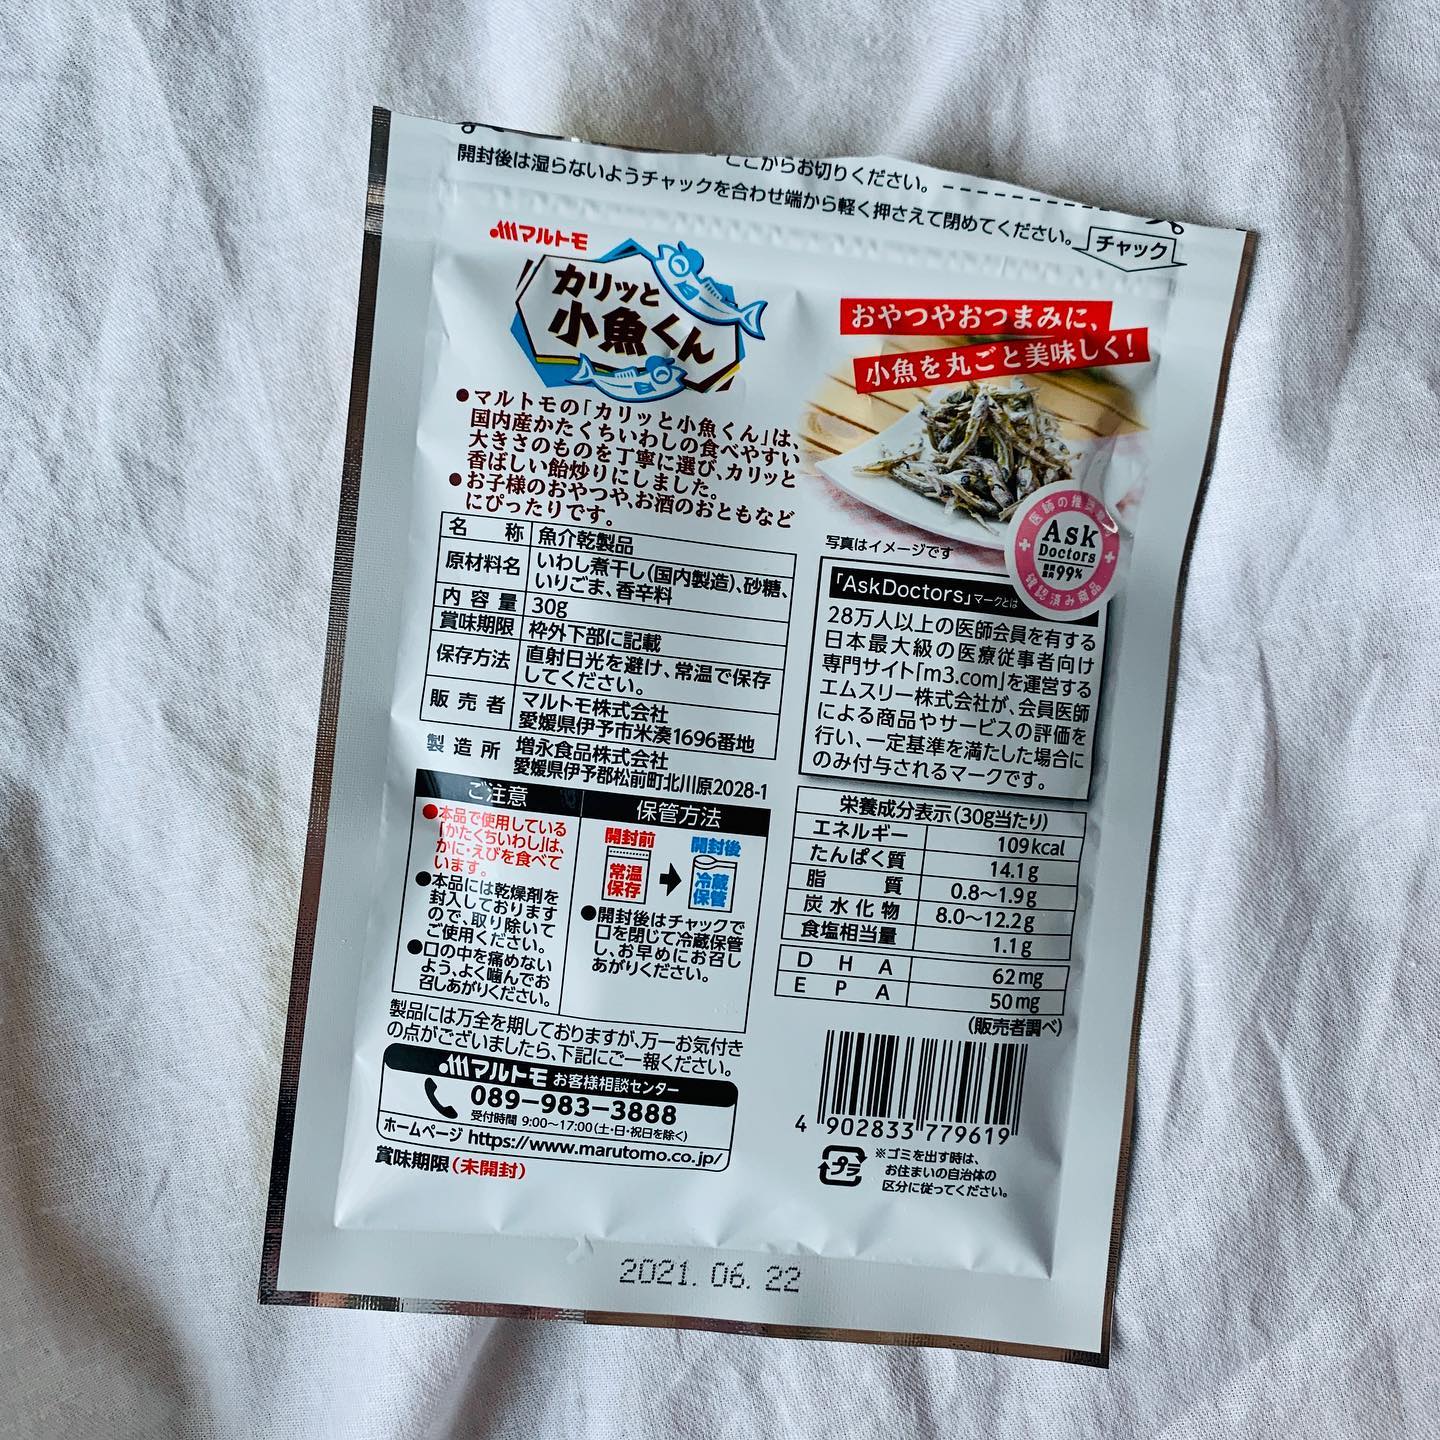 ここからお切りください。
開封後は湿らないようチャックを合わせ端から軽く押さえて閉めてください。
チャック
マルトモ
カリッと
小魚くん
おやつやおつまみに、
小魚を丸ごと美味しく!
●マルトモの「カリッと小魚くん」は、
国内産かたくちいわしの食べやすい
大きさのものを丁寧に選び、カリッと
香ばしい飴炒りにしました。
●お子様のおやつや、お酒のおともなど
にぴったりです。
写真はイメージです
Ask
Doctors
99%
確認済み商品
名称 魚介乾製品
原材料名 いわし煮干し(国内製造)、砂糖、
いりごま、香辛料
内容量 30g
賞味期限 枠外下部に記載
保存方法 直射日光を避け、常温で保存
してください。
販売者 マルトモ株式会社
愛媛県伊予市米湊1696番地
製造所 増永食品株式会社
愛媛県伊予郡松前町北川原2028-1
「AskDoctors」マークとは
28万人以上の医師会員を有する
日本最大級の医療従事者向け
専門サイト「m3.com」を運営する
エムスリー株式会社が、会員医師
による商品やサービスの評価を
行い、一定基準を満たした場合に
のみ付与されるマークです。
ご注意
●本品で使用している
「かたくちいわし」は、
かに・えびを食べて
います。
●本品には乾燥剤を
封入しております
ので、取り除いて
ご使用ください。
●口の中を痛めない
よう、よく噛んでお
召しあがりください。
保管方法
開封前
常温
保存
開封後
冷蔵
保管
●開封後はチャックで
口を閉じて冷蔵保管
し、お早めにお召し
あがりください。
栄養成分表示(30g当たり)
エネルギー 109kcal
たんぱく質 14.1g
脂質 0.8〜1.9g
炭水化物 8.0〜12.2g
食塩相当量 1.1g
DHA 62mg
EPA 50mg
(販売者調べ)
製品には万全を期しておりますが、万一お気付き
の点がございましたら、下記にご一報ください。
マルトモ お客様相談センター
089-983-3888
受付時間 9:00〜17:00(土・日・祝日を除く)
ホームページ https://www.marutomo.co.jp/
賞味期限(未開封)
4 902833 779619
プラ
※ゴミを出す時は、
お住まいの自治体の
区分に従ってください。
2021.06.22